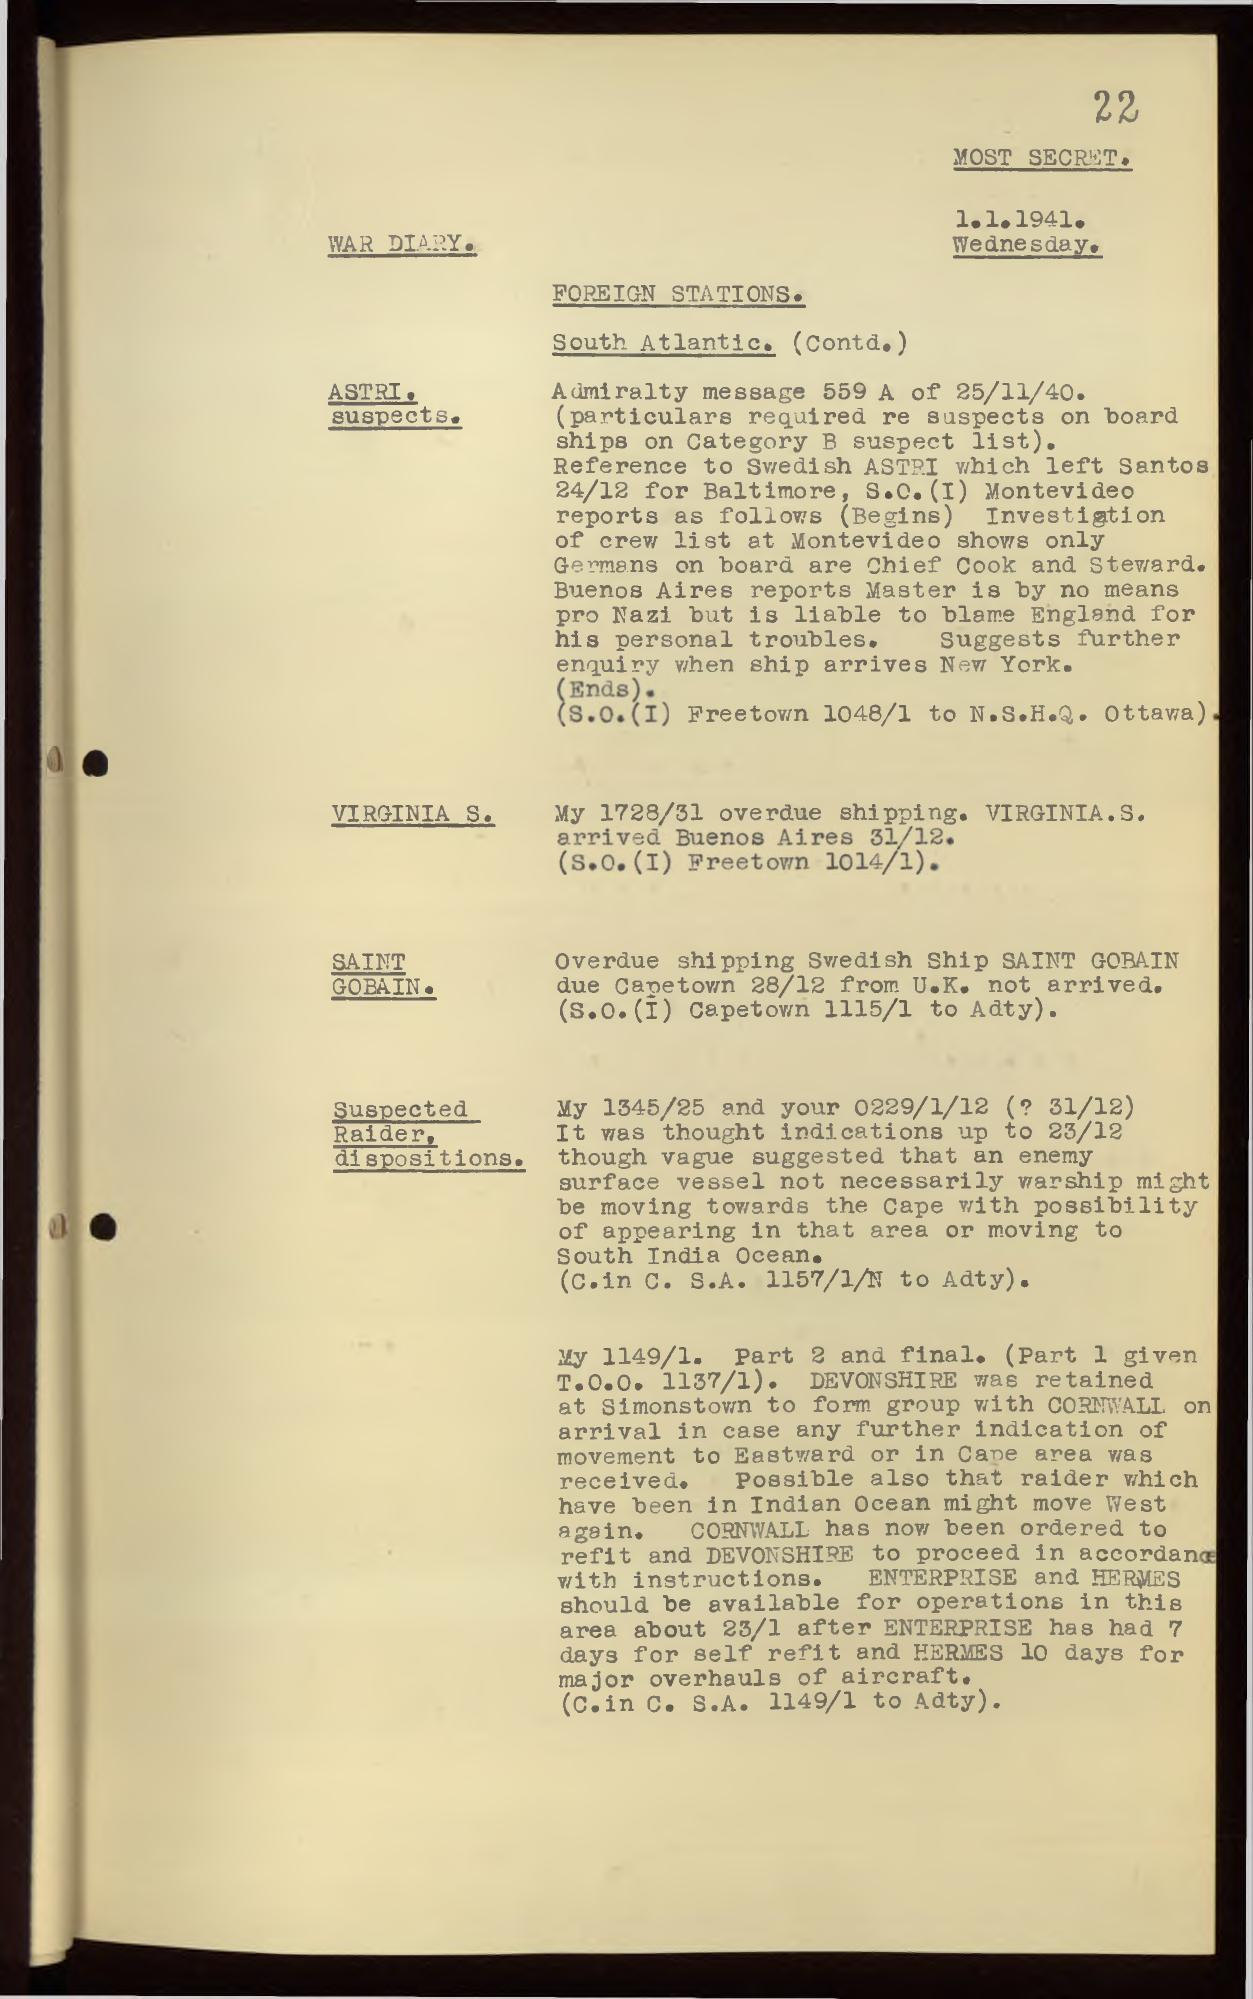 22
MOST SECRET.
1.1.1941.
WAR DIARY.
Wednesday.
FOREIGN STATIONS.
South Atlantic. (Contd.)
ASTRI.
suspects.
Admiralty message 559 A of 25/11/40.
(particulars required re suspects on board
ships on Category B suspect list).
Reference to Swedish ASTRI which left Santos
24/12 for Baltimore, S.O.(I) Montevideo
reports as follows (Begins) Investigtion
of crew list at Montevideo shows only
Germans on board are Chief Cook and Steward.
Buenos Aires reports Master is by no means
pro Nazi but is liable to blame England for
his personal troubles. Suggests further
enquiry when ship arrives New York.
(Ends).
(S.O.(I) Freetown 1048/1 to N.S.H.Q. Ottawa).
VIRGINIA S.
My 1728/31 overdue shipping. VIRGINIA.S.
arrived Buenos Aires 31/12.
(S.O.(I) Freetown 1014/1).
SAINT
GOBAIN.
Overdue shipping Swedish Ship SAINT GOBAIN
due Capetown 28/12 from U.K. not arrived.
(S.O.(I) Capetown 1115/1 to Adty).
Suspected
Raider,
dispositions.
My 1345/25 and your 0229/1/12 (? 31/12)
It was thought indications up to 23/12
though vague suggested that an enemy
surface vessel not necessarily warship might
be moving towards the Cape with possibility
of appearing in that area or moving to
South India Ocean.
(C.in C. S.A. 1157/1/N to Adty).
My 1149/1. Part 2 and final. (Part 1 given
T.O.O. 1137/1). DEVONSHIRE was retained
at Simonstown to form group with CORNWALL on
arrival in case any further indication of
movement to Eastward or in Cape area was
received. Possible also that raider which
have been in Indian Ocean might move West
again. CORNWALL has now been ordered to
refit and DEVONSHIRE to proceed in accordance
with instructions. ENTERPRISE and HERMES
should be available for operations in this
area about 23/1 after ENTERPRISE has had 7
days for self refit and HERMES 10 days for
major overhauls of aircraft.
(C.in C. S.A. 1149/1 to Adty).